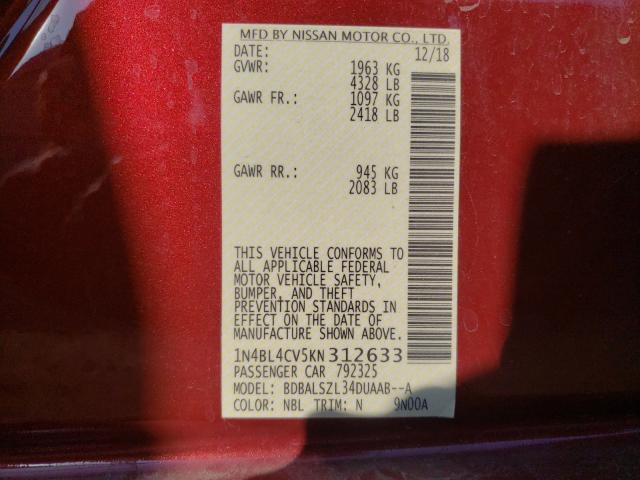 MFD BY NISSAN MOTOR CO., LTD.
DATE: 12/18
GVWR: 1963 KG
4328 LB
GAWR FR.: 1097 KG
2418 LB
GAWR RR.: 945 KG
2083 LB
THIS VEHICLE CONFORMS TO
ALL APPLICABLE FEDERAL
MOTOR VEHICLE SAFETY,
BUMPER, AND THEFT
PREVENTION STANDARDS IN
EFFECT ON THE DATE OF
MANUFACTURE SHOWN ABOVE.
1N4BL4CV5KN312633
PASSENGER CAR 792325
MODEL: BDBALSZL34DUAAB--A
COLOR: NBL TRIM: N 9N00A